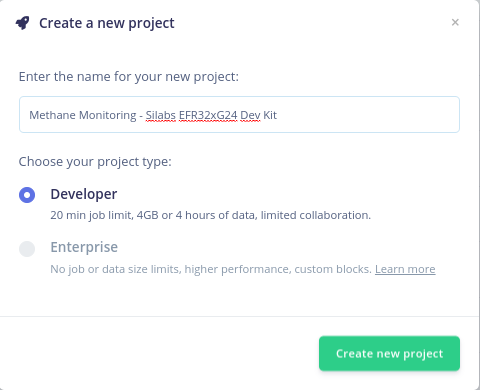 Create a new project
×
Enter the name for your new project:
Methane Monitoring - Silabs EFR32xG24 Dev Kit
Choose your project type:
Developer
20 min job limit, 4GB or 4 hours of data, limited collaboration.
Enterprise
No job or data size limits, higher performance, custom blocks. Learn more
Create new project